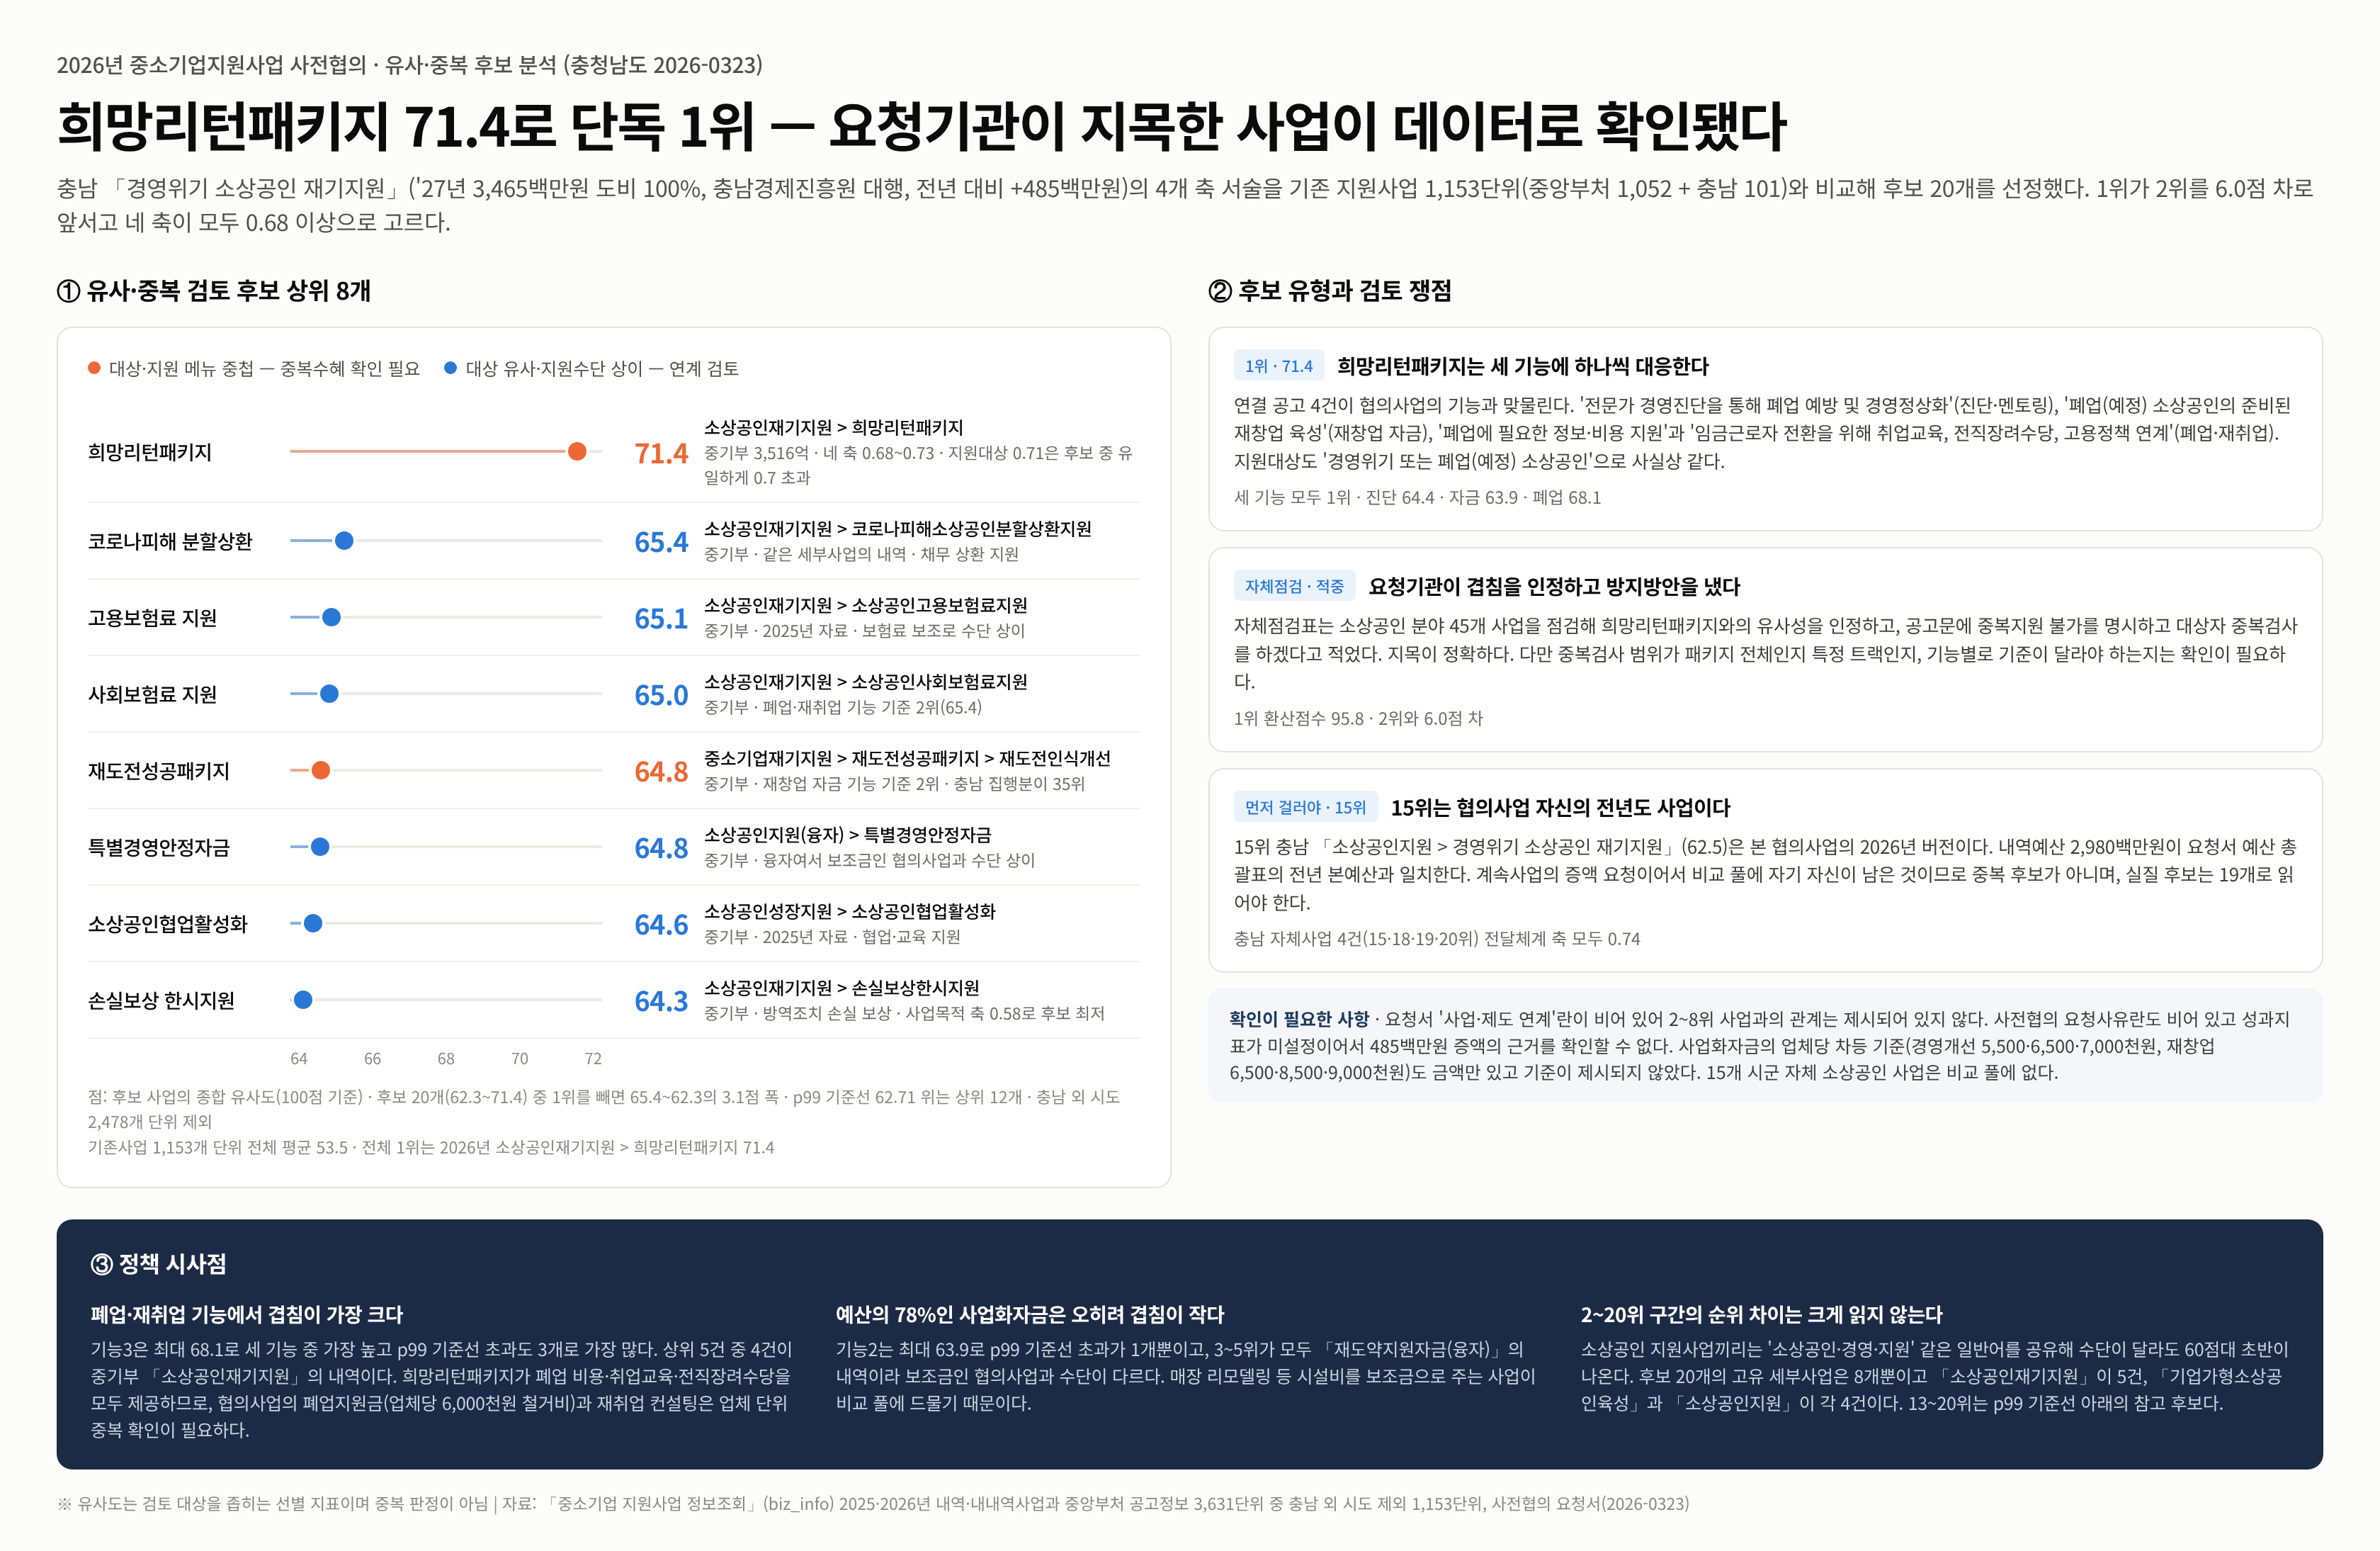 2026년 중소기업지원사업 사전협의 · 유사·중복 후보 분석 (충청남도 2026-0323)
희망리턴패키지 71.4로 단독 1위 — 요청기관이 지목한 사업이 데이터로 확인됐다
충남 「경영위기 소상공인 재기지원」('27년 3,465백만원 도비 100%, 충남경제진흥원 대행, 전년 대비 +485백만원)의 4개 축 서술을 기존 지원사업 1,153단위(중앙부처 1,052 + 충남 101)와 비교해 후보 20개를 선정했다. 1위가 2위를 6.0점 차로
앞서고 네 축이 모두 0.68 이상으로 고르다.
① 유사·중복 검토 후보 상위 8개
대상·지원 메뉴 중첩 — 중복수혜 확인 필요
대상 유사·지원수단 상이 — 연계 검토
희망리턴패키지
71.4
소상공인재기지원 > 희망리턴패키지
중기부 3,516억 · 네 축 0.68~0.73 · 지원대상 0.71은 후보 중 유
일하게 0.7 초과
코로나피해 분할상환
65.4
소상공인재기지원 > 코로나피해소상공인분할상환지원
중기부 · 같은 세부사업의 내역 · 채무 상환 지원
고용보험료 지원
65.1
소상공인재기지원 > 소상공인고용보험료지원
중기부 · 2025년 자료 · 보험료 보조로 수단 상이
사회보험료 지원
65.0
소상공인재기지원 > 소상공인사회보험료지원
중기부 · 폐업·재취업 기능 기준 2위(65.4)
재도전성공패키지
64.8
중소기업재기지원 > 재도전성공패키지 > 재도전인식개선
중기부 · 재창업 자금 기능 기준 2위 · 충남 집행분이 35위
특별경영안정자금
64.8
소상공인지원(융자) > 특별경영안정자금
중기부 · 융자여서 보조금인 협의사업과 수단 상이
소상공인협업활성화
64.6
소상공인성장지원 > 소상공인협업활성화
중기부 · 2025년 자료 · 협업·교육 지원
손실보상 한시지원
64.3
소상공인재기지원 > 손실보상한시지원
중기부 · 방역조치 손실 보상 · 사업목적 축 0.58로 후보 최저
64 66 68 70 72
점: 후보 사업의 종합 유사도(100점 기준) · 후보 20개(62.3~71.4) 중 1위를 빼면 65.4~62.3의 3.1점 폭 · p99 기준선 62.71 위는 상위 12개 · 충남 외 시도
2,478개 단위 제외
기존사업 1,153개 단위 전체 평균 53.5 · 전체 1위는 2026년 소상공인재기지원 > 희망리턴패키지 71.4
② 후보 유형과 검토 쟁점
1위 · 71.4
희망리턴패키지는 세 기능에 하나씩 대응한다
연결 공고 4건이 협의사업의 기능과 맞물린다. '전문가 경영진단을 통해 폐업 예방 및 경영정상화'(진단·멘토링), '폐업(예정) 소상공인의 준비된
재창업 육성'(재창업 자금), '폐업에 필요한 정보·비용 지원'과 '임금근로자 전환을 위해 취업교육, 전직장려수당, 고용정책 연계'(폐업·재취업).
지원대상도 '경영위기 또는 폐업(예정) 소상공인'으로 사실상 같다.
세 기능 모두 1위 · 진단 64.4 · 자금 63.9 · 폐업 68.1
자체점검 · 적중
요청기관이 겹침을 인정하고 방지방안을 냈다
자체점검표는 소상공인 분야 45개 사업을 점검해 희망리턴패키지와의 유사성을 인정하고, 공고문에 중복지원 불가를 명시하고 대상자 중복검사
를 하겠다고 적었다. 지목이 정확하다. 다만 중복검사 범위가 패키지 전체인지 특정 트랙인지, 기능별로 기준이 달라야 하는지는 확인이 필요하
다.
1위 환산점수 95.8 · 2위와 6.0점 차
먼저 걸러야 · 15위
15위는 협의사업 자신의 전년도 사업이다
15위 충남 「소상공인지원 > 경영위기 소상공인 재기지원」(62.5)은 본 협의사업의 2026년 버전이다. 내역예산 2,980백만원이 요청서 예산 총
괄표의 전년 본예산과 일치한다. 계속사업의 증액 요청이어서 비교 풀에 자기 자신이 남은 것이므로 중복 후보가 아니며, 실질 후보는 19개로 읽
어야 한다.
충남 자체사업 4건(15·18·19·20위) 전달체계 축 모두 0.74
확인이 필요한 사항 · 요청서 '사업·제도 연계'란이 비어 있어 2~8위 사업과의 관계는 제시되어 있지 않다. 사전협의 요청사유란도 비어 있고 성과지
표가 미설정이어서 485백만원 증액의 근거를 확인할 수 없다. 사업화자금의 업체당 차등 기준(경영개선 5,500·6,500·7,000천원, 재창업
6,500·8,500·9,000천원)도 금액만 있고 기준이 제시되지 않았다. 15개 시군 자체 소상공인 사업은 비교 풀에 없다.
③ 정책 시사점
폐업·재취업 기능에서 겹침이 가장 크다
기능3은 최대 68.1로 세 기능 중 가장 높고 p99 기준선 초과도 3개로 가장 많다. 상위 5건 중 4건이
중기부 「소상공인재기지원」의 내역이다. 희망리턴패키지가 폐업 비용·취업교육·전직장려수당을
모두 제공하므로, 협의사업의 폐업지원금(업체당 6,000천원 철거비)과 재취업 컨설팅은 업체 단위
중복 확인이 필요하다.
예산의 78%인 사업화자금은 오히려 겹침이 작다
기능2는 최대 63.9로 p99 기준선 초과가 1개뿐이고, 3~5위가 모두 「재도약지원자금(융자)」의
내역이라 보조금인 협의사업과 수단이 다르다. 매장 리모델링 등 시설비를 보조금으로 주는 사업이
비교 풀에 드물기 때문이다.
2~20위 구간의 순위 차이는 크게 읽지 않는다
소상공인 지원사업끼리는 '소상공인·경영·지원' 같은 일반어를 공유해 수단이 달라도 60점대 초반이
나온다. 후보 20개의 고유 세부사업은 8개뿐이고 「소상공인재기지원」이 5건, 「기업가형소상공
인육성」과 「소상공인지원」이 각 4건이다. 13~20위는 p99 기준선 아래의 참고 후보다.
※ 유사도는 검토 대상을 좁히는 선별 지표이며 중복 판정이 아님 | 자료: 「중소기업 지원사업 정보조회」(biz_info) 2025·2026년 내역·내내역사업과 중앙부처 공고정보 3,631단위 중 충남 외 시도 제외 1,153단위, 사전협의 요청서(2026-0323)